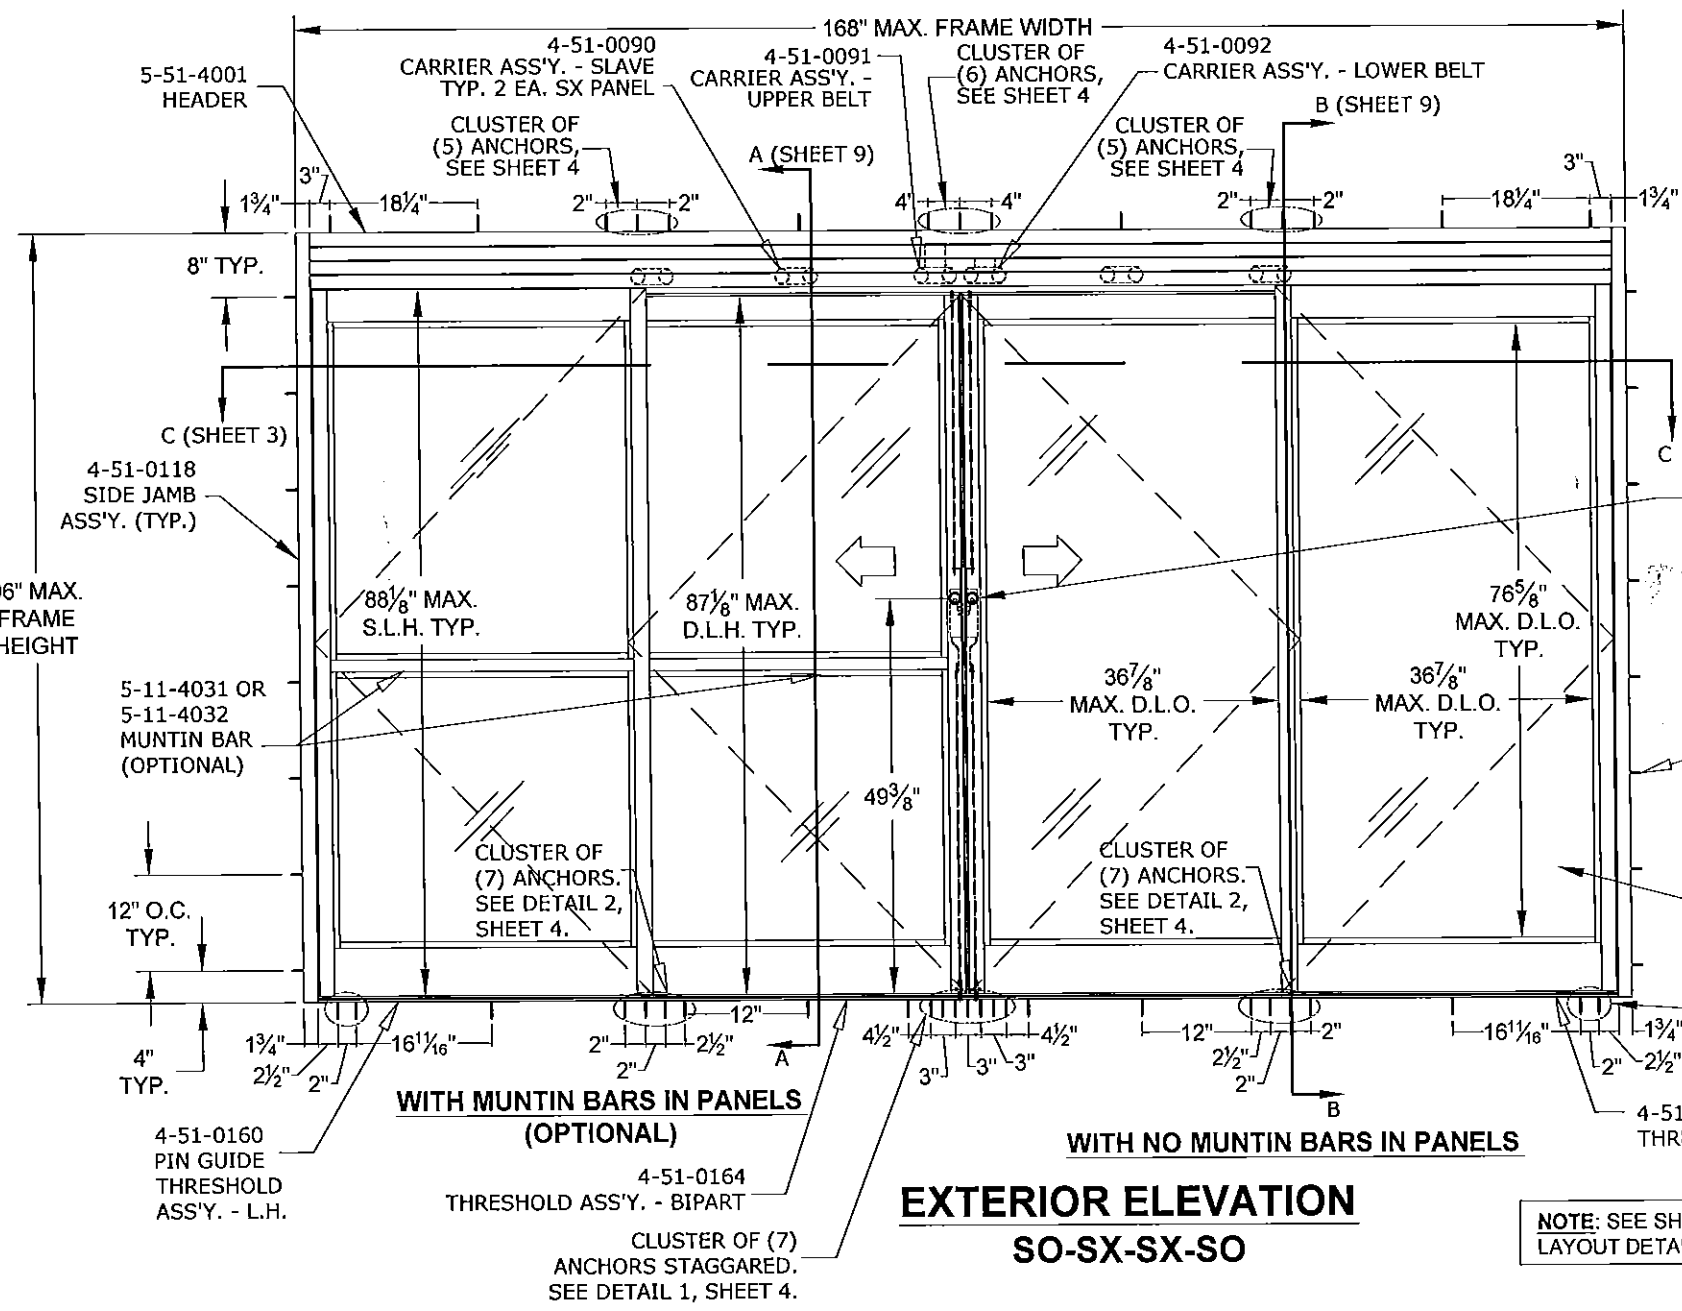 168" MAX. FRAME WIDTH
4-51-0090
CARRIER ASS'Y. - SLAVE
TYP. 2 EA. SX PANEL
4-51-0091
CARRIER ASS'Y. -
UPPER BELT
CLUSTER OF
(6) ANCHORS,
SEE SHEET 4
4-51-0092
CARRIER ASS'Y. - LOWER BELT
5-51-4001
HEADER
CLUSTER OF
(5) ANCHORS,
SEE SHEET 4
A (SHEET 9)
CLUSTER OF
(5) ANCHORS,
SEE SHEET 4
B (SHEET 9)
3"
1¾"
18¼"
2"
2"
4"
4"
2"
2"
18¼"
3"
1¾"
8" TYP.
C (SHEET 3)
C
4-51-0118
SIDE JAMB
ASS'Y. (TYP.)
6" MAX.
FRAME
HEIGHT
88⅛" MAX.
S.L.H. TYP.
87⅛" MAX.
D.L.H. TYP.
76⅝"
MAX. D.L.O.
TYP.
36⅞"
MAX. D.L.O.
TYP.
36⅞"
MAX. D.L.O.
TYP.
5-11-4031 OR
5-11-4032
MUNTIN BAR
(OPTIONAL)
49⅜"
CLUSTER OF
(7) ANCHORS.
SEE DETAIL 2,
SHEET 4.
CLUSTER OF
(7) ANCHORS.
SEE DETAIL 2,
SHEET 4.
12" O.C.
TYP.
4"
TYP.
1¾"
2½"
2"
16 11/16"
2"
2"
2½"
12"
A
4½"
3"
3"
3"
4½"
12"
2½"
2"
2"
B
16 11/16"
2"
2½"
1¾"
WITH MUNTIN BARS IN PANELS
(OPTIONAL)
WITH NO MUNTIN BARS IN PANELS
4-51-0160
PIN GUIDE
THRESHOLD
ASS'Y. - L.H.
4-51-0164
THRESHOLD ASS'Y. - BIPART
CLUSTER OF (7)
ANCHORS STAGGARED.
SEE DETAIL 1, SHEET 4.
4-51
THR
EXTERIOR ELEVATION
SO-SX-SX-SO
NOTE: SEE SH
LAYOUT DETA